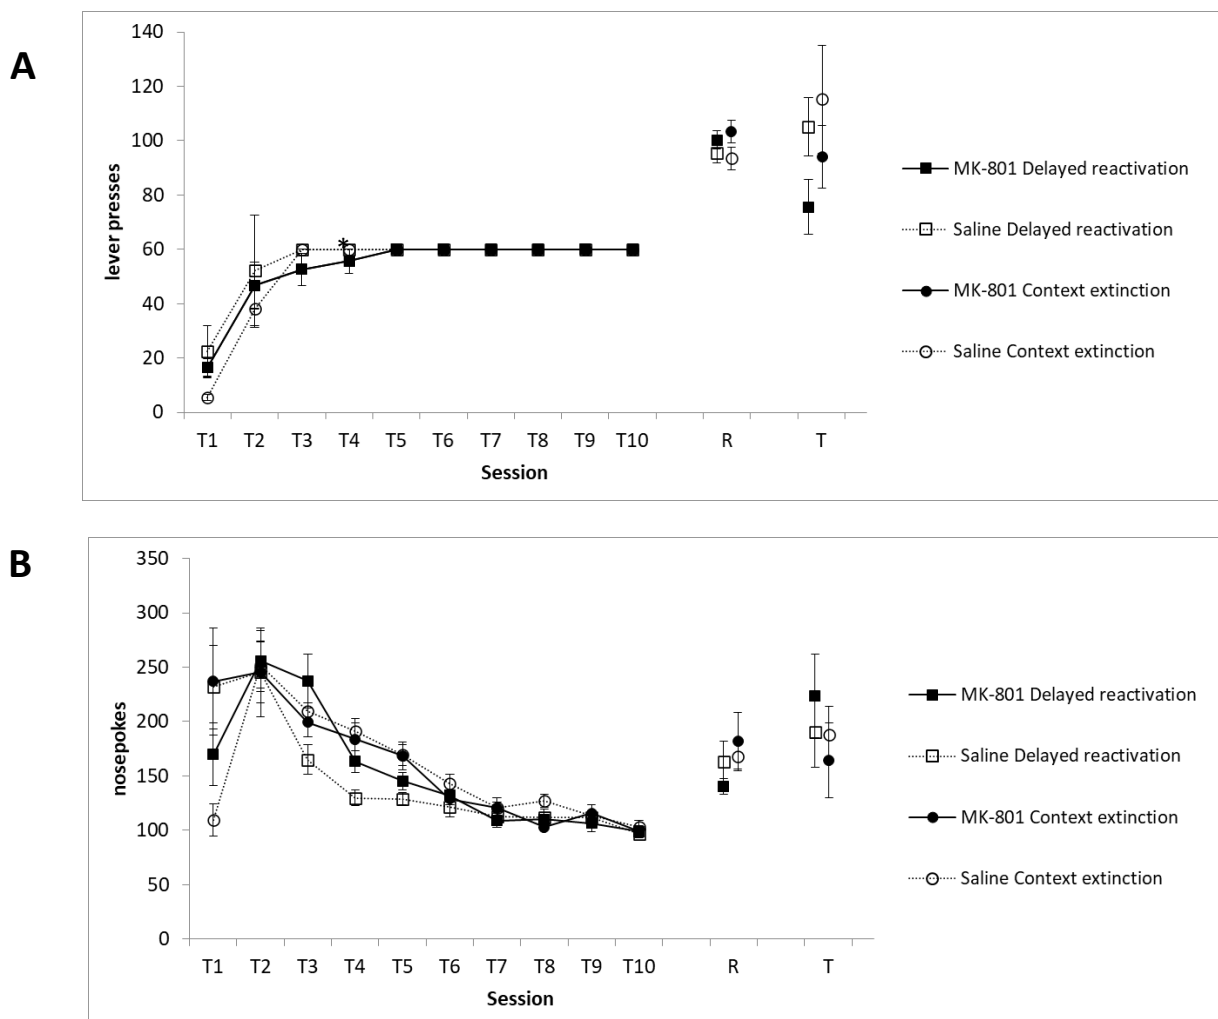 A
140
120
100
80
60
40
20
0
lever presses
*
T1 T2 T3 T4 T5 T6 T7 T8 T9 T10 R T
Session
MK-801 Delayed reactivation
Saline Delayed reactivation
MK-801 Context extinction
Saline Context extinction
B
350
300
250
200
150
100
50
0
nosepokes
T1 T2 T3 T4 T5 T6 T7 T8 T9 T10 R T
Session
MK-801 Delayed reactivation
Saline Delayed reactivation
MK-801 Context extinction
Saline Context extinction